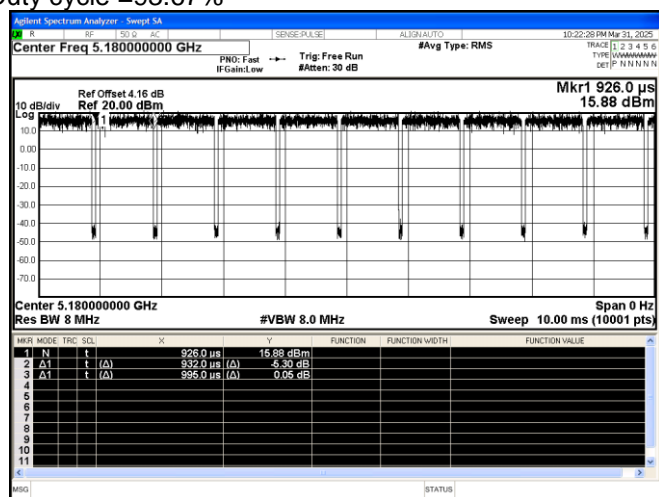 Duty cycle =93.67%
Agilent Spectrum Analyzer - Swept SA
R RF 50 Ω AC SENSE:PULSE ALIGNAUTO 10:22:28 PM Mar 31, 2025
Center Freq 5.180000000 GHz #Avg Type: RMS TRACE 1 2 3 4 5 6
PNO: Fast Trig: Free Run TYPE
IFGain:Low #Atten: 30 dB DET P N N N N N
Mkr1 926.0 µs
Ref Offset 4.16 dB
10 dB/div Ref 20.00 dBm 15.88 dBm
Log
1
10.0
0.00
-10.0
-20.0
-30.0
-40.0
-50.0
-60.0
-70.0
Center 5.180000000 GHz Span 0 Hz
Res BW 8 MHz #VBW 8.0 MHz Sweep 10.00 ms (10001 pts)
MKR MODE TRC SCL X Y FUNCTION FUNCTION WIDTH FUNCTION VALUE
1 N t 926.0 µs 15.88 dBm
2 Δ1 t (Δ) 932.0 µs (Δ) -5.30 dB
3 Δ1 t (Δ) 995.0 µs (Δ) 0.05 dB
4
5
6
7
8
9
10
11
MSG STATUS